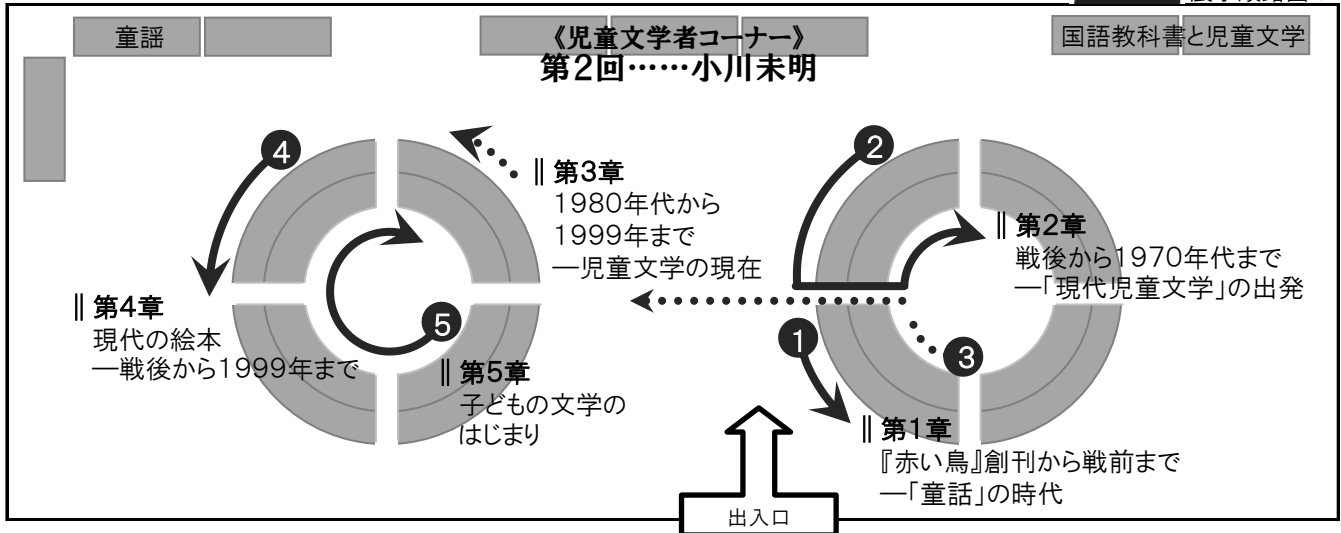 童謡
《児童文学者コーナー》
第2回……小川未明
国語教科書と児童文学
4
2
‖ 第3章
1980年代から
1999年まで
―児童文学の現在
‖ 第2章
戦後から1970年代まで
―「現代児童文学」の出発
‖ 第4章
現代の絵本
―戦後から1999年まで
5
‖ 第5章
子どもの文学の
はじまり
1
3
‖ 第1章
『赤い鳥』創刊から戦前まで
―「童話」の時代
出入口